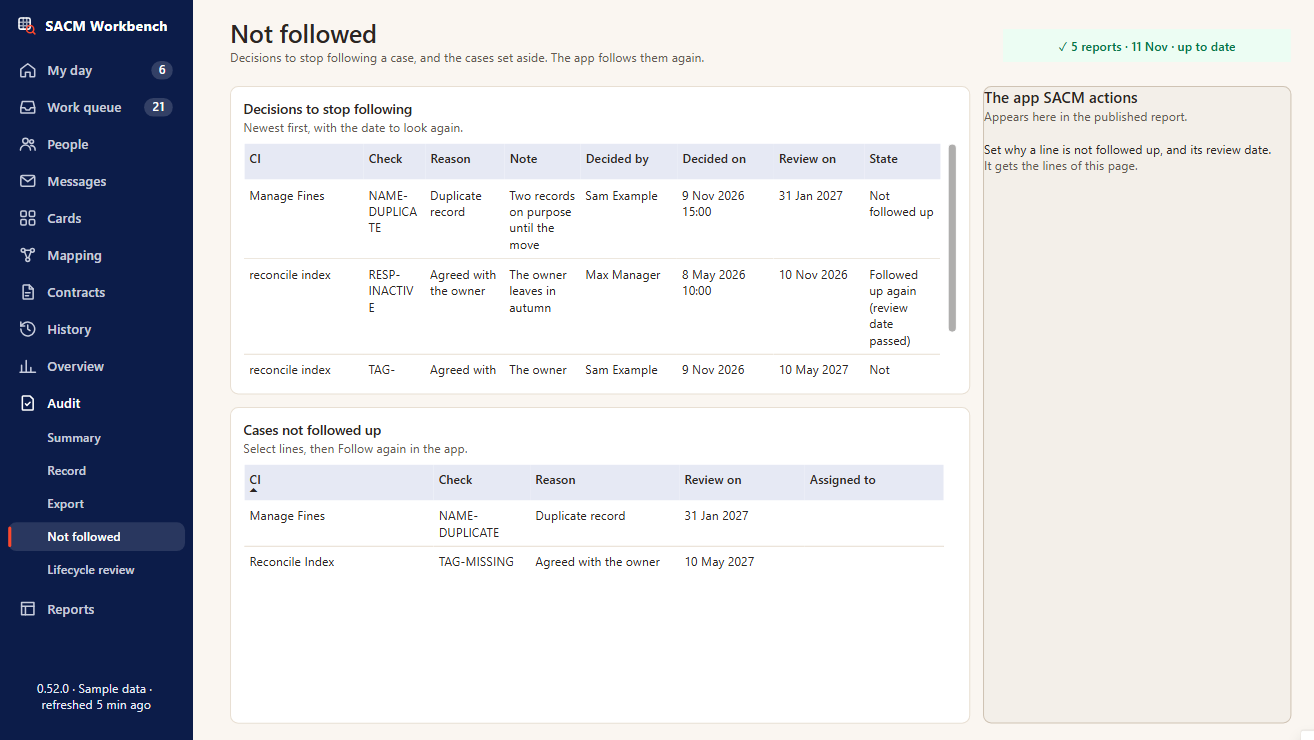 SACM Workbench
My day 6
Work queue 21
People
Messages
Cards
Mapping
Contracts
History
Overview
Audit
Summary
Record
Export
Not followed
Lifecycle review
Reports
0.52.0 · Sample data ·
refreshed 5 min ago
Not followed
Decisions to stop following a case, and the cases set aside. The app follows them again.
✓ 5 reports · 11 Nov · up to date
Decisions to stop following
Newest first, with the date to look again.
CI Check Reason Note Decided by Decided on Review on State
Manage Fines NAME- Duplicate Two records Sam Example 9 Nov 2026 31 Jan 2027 Not
DUPLICA record on purpose 15:00 followed up
TE until the
move
reconcile index RESP- Agreed with The owner Max Manager 8 May 2026 10 Nov 2026 Followed
INACTIV the owner leaves in 10:00 up again
E autumn (review
date
passed)
reconcile index TAG- Agreed with The owner Sam Example 9 Nov 2026 10 May 2027 Not
Cases not followed up
Select lines, then Follow again in the app.
CI Check Reason Review on Assigned to
Manage Fines NAME- Duplicate record 31 Jan 2027
DUPLICATE
Reconcile Index TAG-MISSING Agreed with the owner 10 May 2027
The app SACM actions
Appears here in the published report.
Set why a line is not followed up, and its review date.
It gets the lines of this page.